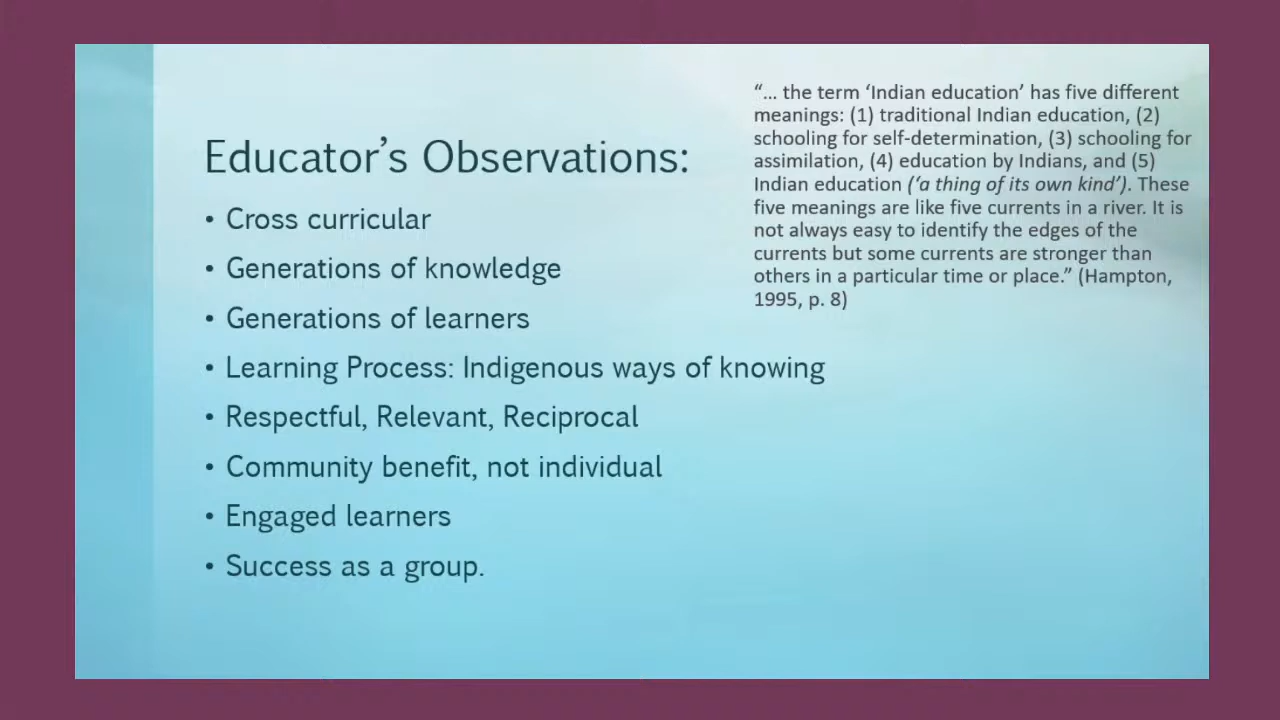 Educator’s Observations:
• Cross curricular
• Generations of knowledge
• Generations of learners
• Learning Process: Indigenous ways of knowing
• Respectful, Relevant, Reciprocal
• Community benefit, not individual
• Engaged learners
• Success as a group.
“… the term ‘Indian education’ has five different
meanings: (1) traditional Indian education, (2)
schooling for self-determination, (3) schooling for
assimilation, (4) education by Indians, and (5)
Indian education (‘a thing of its own kind’). These
five meanings are like five currents in a river. It is
not always easy to identify the edges of the
currents but some currents are stronger than
others in a particular time or place.” (Hampton,
1995, p. 8)